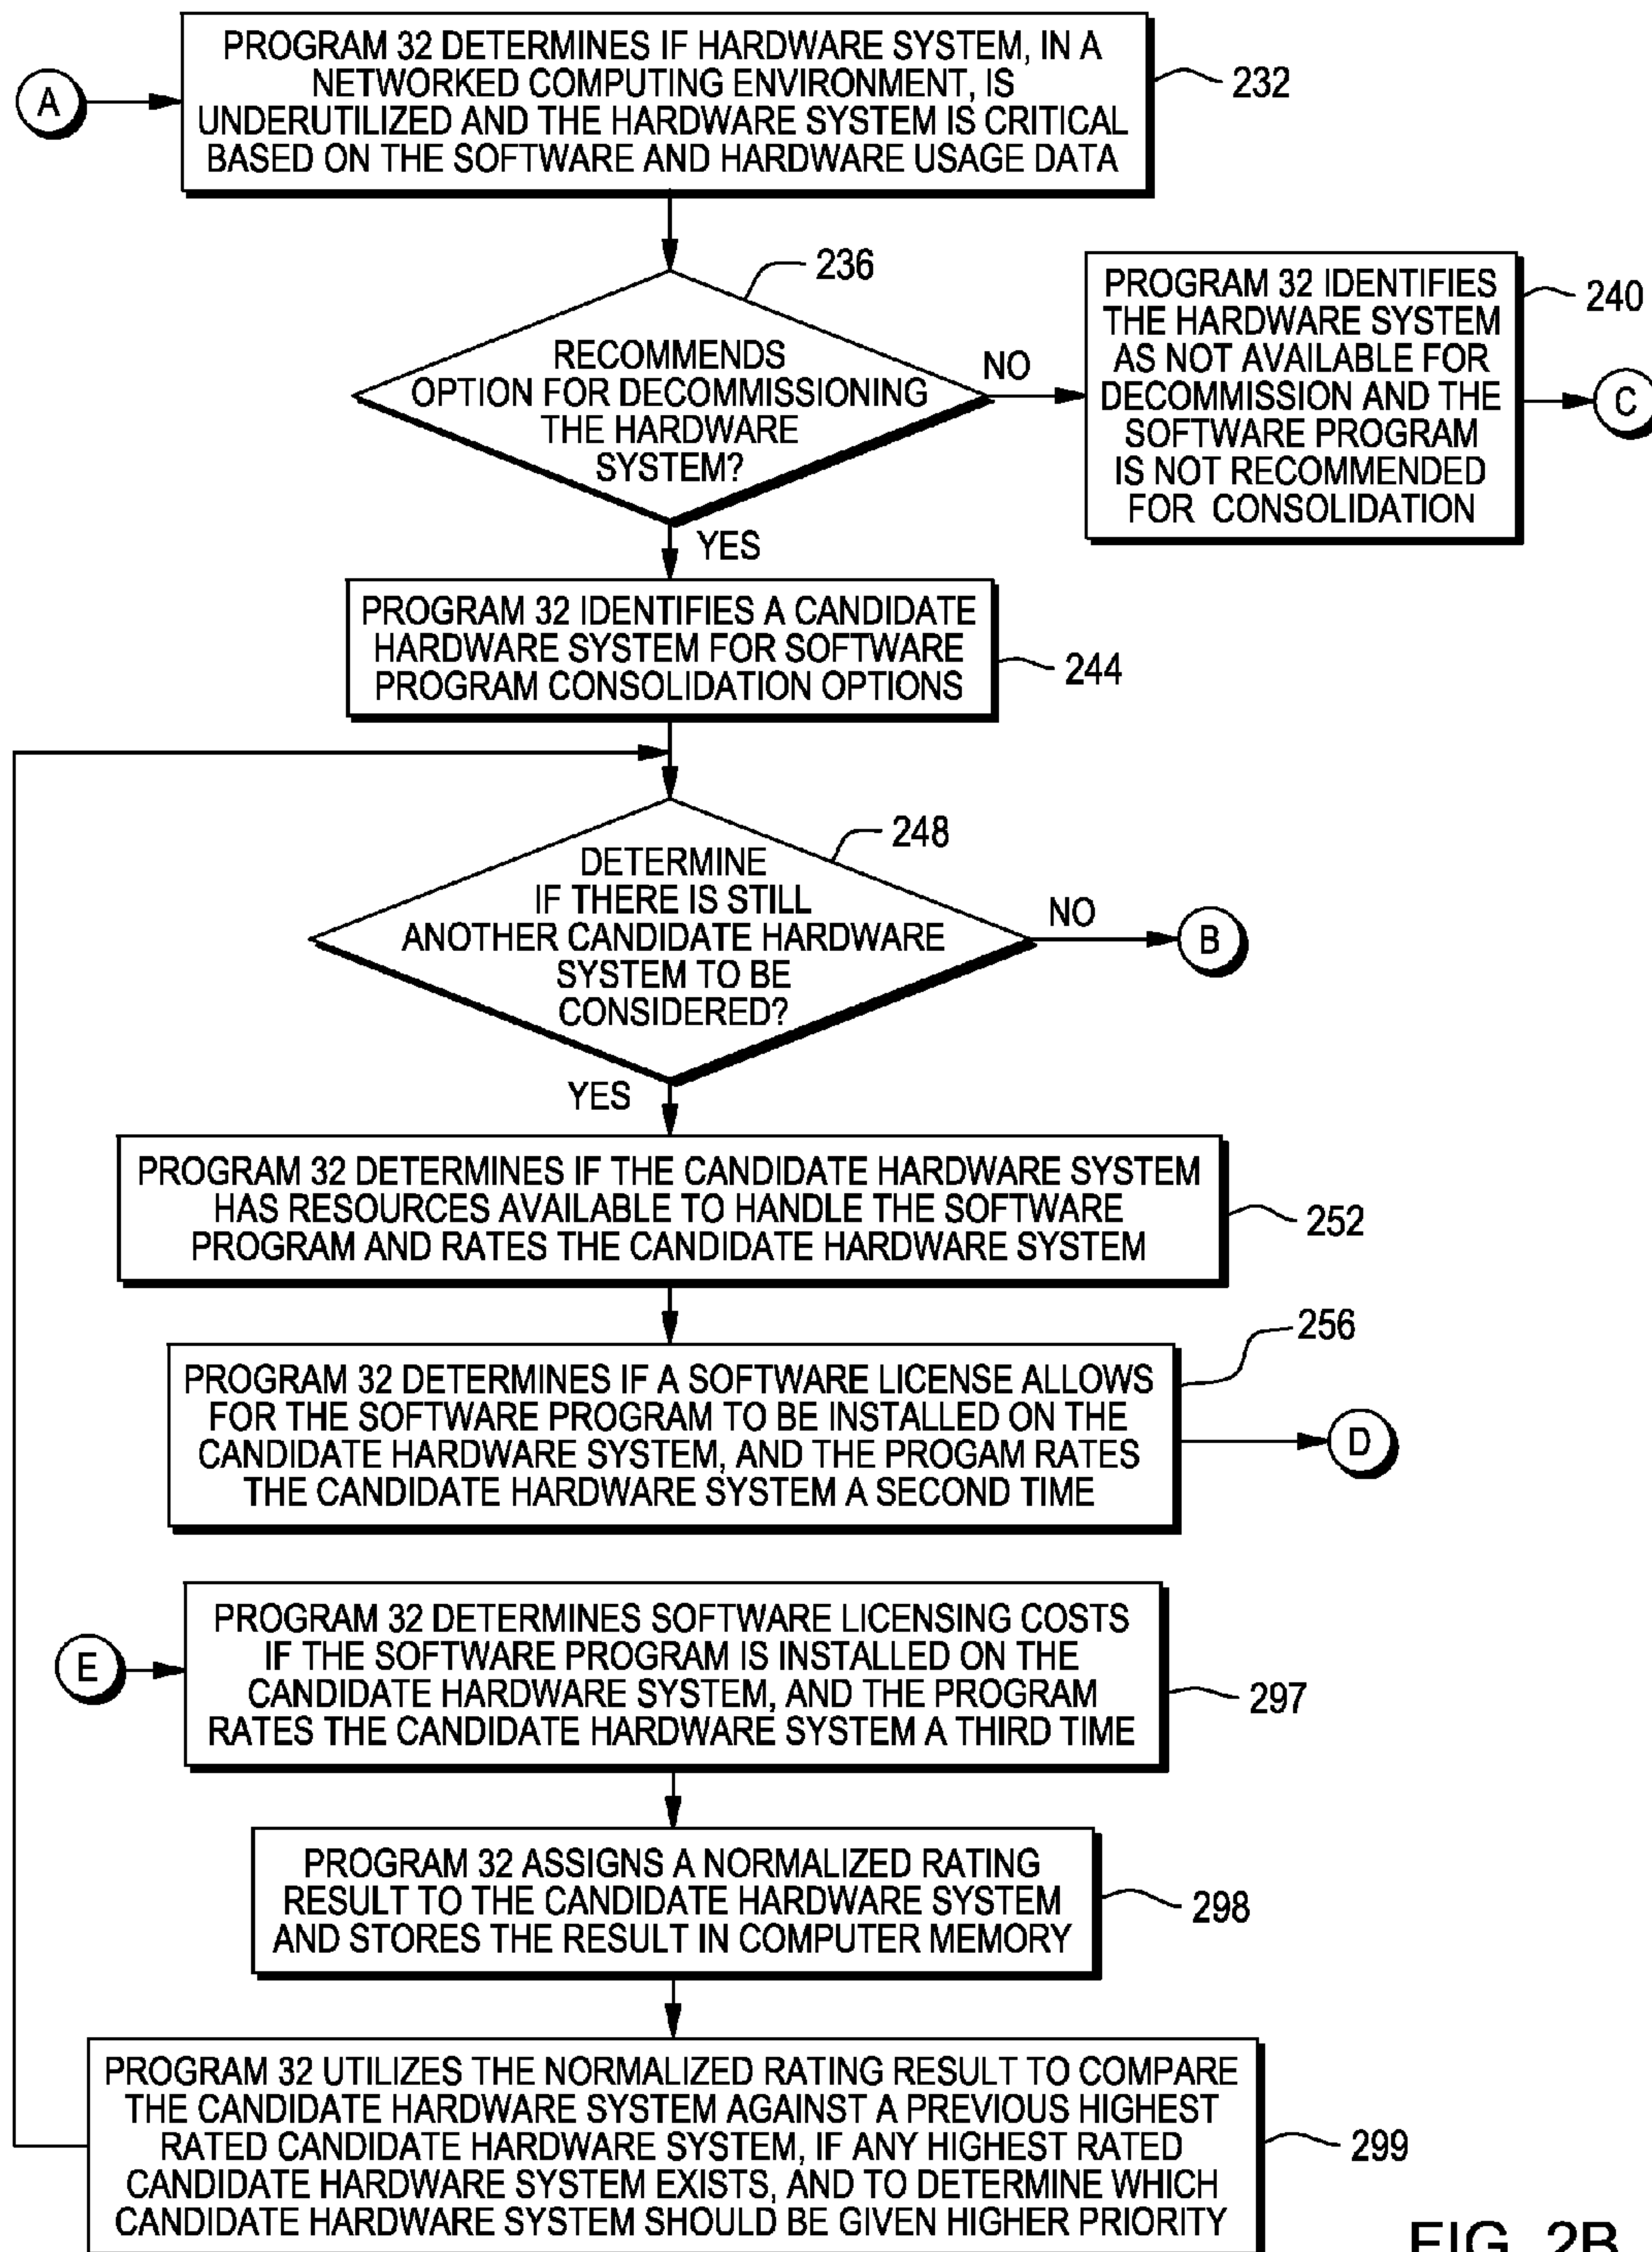 A
PROGRAM 32 DETERMINES IF HARDWARE SYSTEM, IN A
NETWORKED COMPUTING ENVIRONMENT, IS
UNDERUTILIZED AND THE HARDWARE SYSTEM IS CRITICAL
BASED ON THE SOFTWARE AND HARDWARE USAGE DATA
232
236
RECOMMENDS
OPTION FOR DECOMMISSIONING
THE HARDWARE
SYSTEM?
NO
PROGRAM 32 IDENTIFIES
THE HARDWARE SYSTEM
AS NOT AVAILABLE FOR
DECOMMISSION AND THE
SOFTWARE PROGRAM
IS NOT RECOMMENDED
FOR CONSOLIDATION
240
C
YES
PROGRAM 32 IDENTIFIES A CANDIDATE
HARDWARE SYSTEM FOR SOFTWARE
PROGRAM CONSOLIDATION OPTIONS
244
248
DETERMINE
IF THERE IS STILL
ANOTHER CANDIDATE HARDWARE
SYSTEM TO BE
CONSIDERED?
NO
B
YES
PROGRAM 32 DETERMINES IF THE CANDIDATE HARDWARE SYSTEM
HAS RESOURCES AVAILABLE TO HANDLE THE SOFTWARE
PROGRAM AND RATES THE CANDIDATE HARDWARE SYSTEM
252
256
PROGRAM 32 DETERMINES IF A SOFTWARE LICENSE ALLOWS
FOR THE SOFTWARE PROGRAM TO BE INSTALLED ON THE
CANDIDATE HARDWARE SYSTEM, AND THE PROGAM RATES
THE CANDIDATE HARDWARE SYSTEM A SECOND TIME
D
E
PROGRAM 32 DETERMINES SOFTWARE LICENSING COSTS
IF THE SOFTWARE PROGRAM IS INSTALLED ON THE
CANDIDATE HARDWARE SYSTEM, AND THE PROGRAM
RATES THE CANDIDATE HARDWARE SYSTEM A THIRD TIME
297
PROGRAM 32 ASSIGNS A NORMALIZED RATING
RESULT TO THE CANDIDATE HARDWARE SYSTEM
AND STORES THE RESULT IN COMPUTER MEMORY
298
PROGRAM 32 UTILIZES THE NORMALIZED RATING RESULT TO COMPARE
THE CANDIDATE HARDWARE SYSTEM AGAINST A PREVIOUS HIGHEST
RATED CANDIDATE HARDWARE SYSTEM, IF ANY HIGHEST RATED
CANDIDATE HARDWARE SYSTEM EXISTS, AND TO DETERMINE WHICH
CANDIDATE HARDWARE SYSTEM SHOULD BE GIVEN HIGHER PRIORITY
299
FIG. 2B